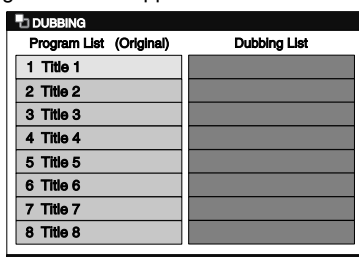 DUBBING
Program List (Original) Dubbing List
1 Title 1
2 Title 2
3 Title 3
4 Title 4
5 Title 5
6 Title 6
7 Title 7
8 Title 8